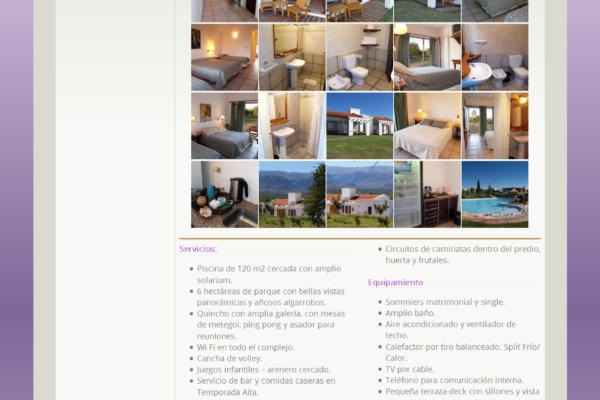 Servicios:
Piscina de 120 m2 cercada con amplio
solarium.
6 hectáreas de parque con bellas vistas
panorámicas y añosos algarrobos.
Quincho con amplia galería, con mesas
de metegol, ping pong y asador para
reuniones.
Wi Fi en todo el complejo.
Cancha de volley.
Juegos infantiles – arenero cercado.
Servicio de bar y comidas caseras en
Temporada Alta.
Circuitos de caminatas dentro del predio,
huerta y frutales.
Equipamiento
Sommiers matrimonial y single.
Amplio baño.
Aire acondicionado y ventilador de
techo.
Calefactor por tiro balanceado. Split Frío/
Calor.
TV por cable.
Teléfono para comunicación interna.
Pequeña terraza-deck con sillones y vista